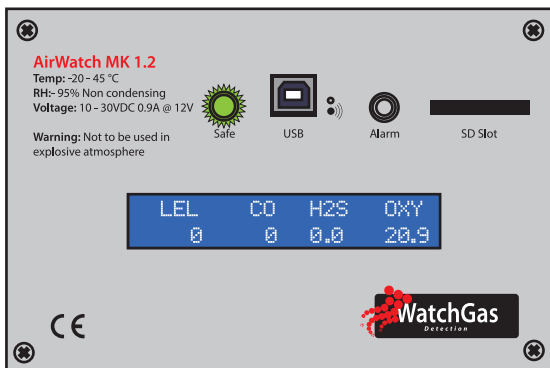 AirWatch MK 1.2
Temp: -20 - 45 °C
RH:- 95% Non condensing
Voltage: 10 - 30VDC 0.9A @ 12V
Warning: Not to be used in
explosive atmosphere
Safe
USB
Alarm
SD Slot
LEL CO H2S OXY
0 0 0.0 20.9
CE
WatchGas
Detection